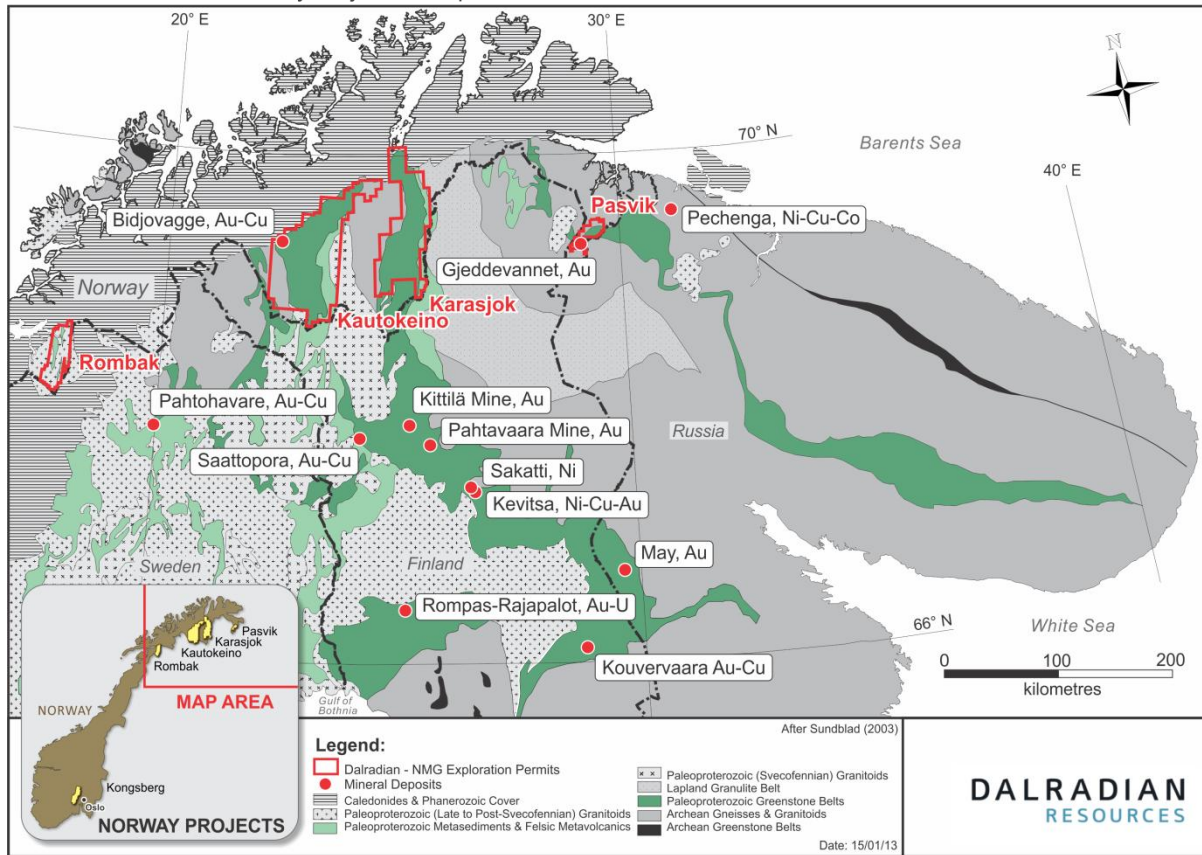 20° E
30° E
N
70° N
Barents Sea
40° E
Bidjovagge, Au-Cu
Pasvik
Pechenga, Ni-Cu-Co
Gjeddevannet, Au
Norway
Karasjok
Kautokeino
Rombak
Pahtohavare, Au-Cu
Kittilä Mine, Au
Pahtavaara Mine, Au
Russia
Saattopora, Au-Cu
Sakatti, Ni
Kevitsa, Ni-Cu-Au
Sweden
Finland
May, Au
Rompas-Rajapalot, Au-U
66° N
White Sea
Kouvervaara Au-Cu
0 100 200
kilometres
Gulf of
Bothnia
Pasvik
Karasjok
Kautokeino
Rombak
MAP AREA
NORWAY
Kongsberg
Oslo
NORWAY PROJECTS
After Sundblad (2003)
Legend:
Dalradian - NMG Exploration Permits
Mineral Deposits
Caledonides & Phanerozoic Cover
Paleoproterozoic (Late to Post-Svecofennian) Granitoids
Paleoproterozoic Metasediments & Felsic Metavolcanics
Paleoproterozoic (Svecofennian) Granitoids
Lapland Granulite Belt
Paleoproterozoic Greenstone Belts
Archean Gneisses & Granitoids
Archean Greenstone Belts
Date: 15/01/13
DALRADIAN
RESOURCES